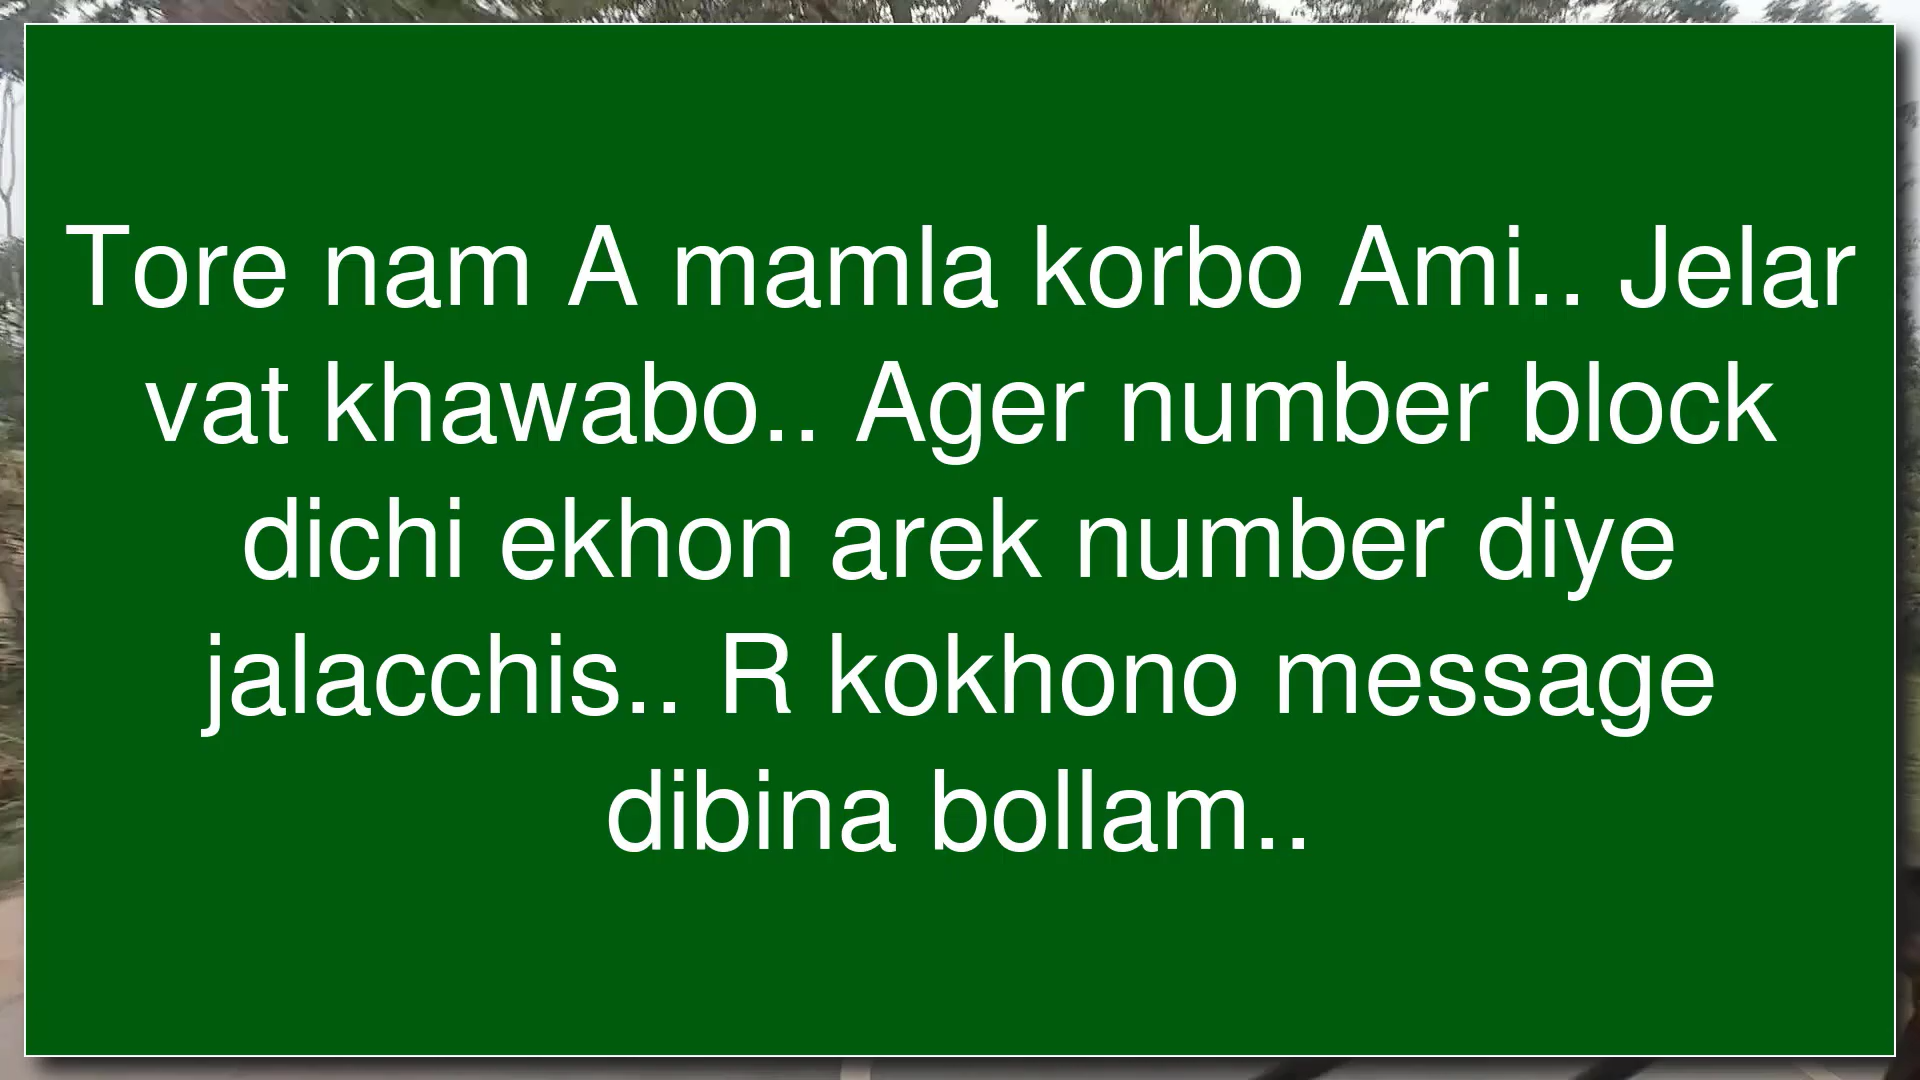 Tore nam A mamla korbo Ami.. Jelar
vat khawabo.. Ager number block
dichi ekhon arek number diye
jalacchis.. R kokhono message
dibina bollam..